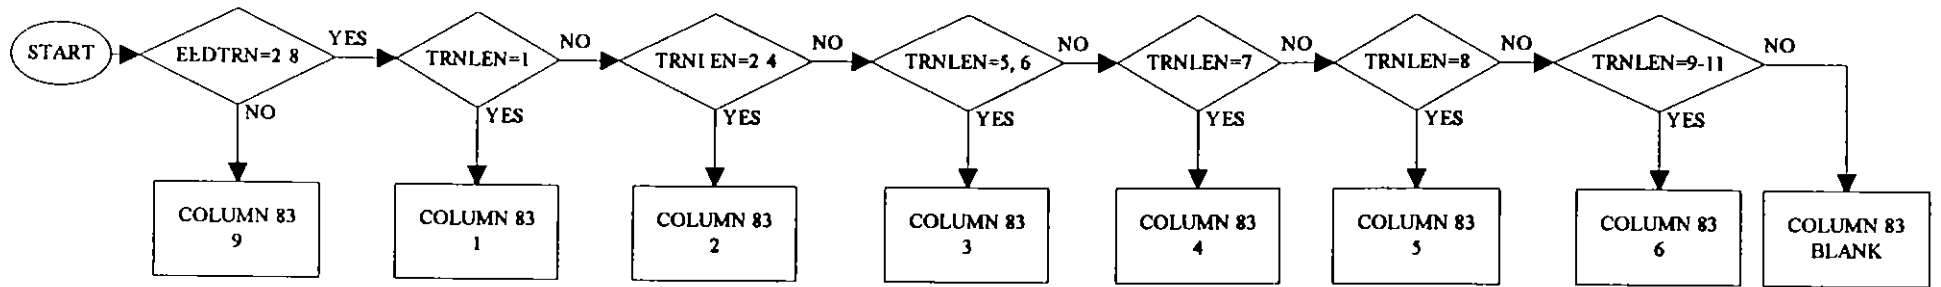 START
EEDTRN=2 8
YES
NO
COLUMN 83
9
TRNLEN=1
NO
YES
COLUMN 83
1
TRNLEN=2 4
NO
YES
COLUMN 83
2
TRNLEN=5, 6
NO
YES
COLUMN 83
3
TRNLEN=7
NO
YES
COLUMN 83
4
TRNLEN=8
NO
YES
COLUMN 83
5
TRNLEN=9-11
NO
YES
COLUMN 83
6
COLUMN 83
BLANK